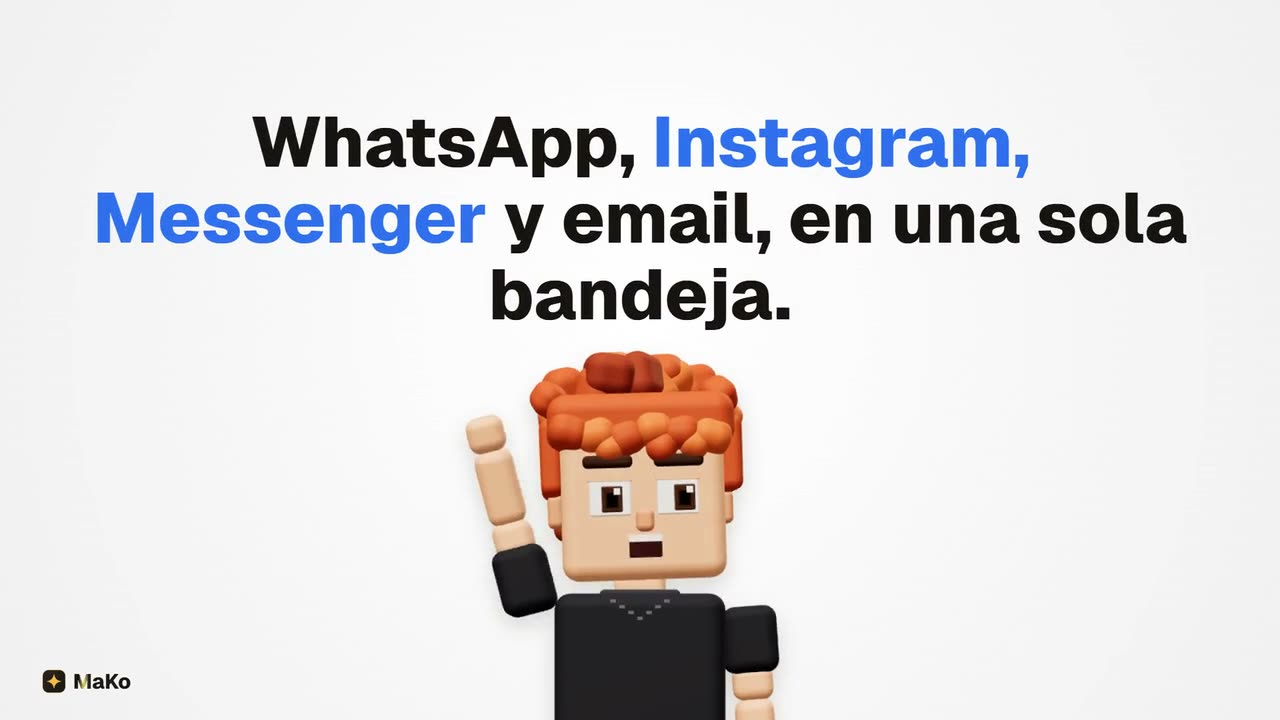 WhatsApp, Instagram,
Messenger y email, en una sola
bandeja.
MaKo